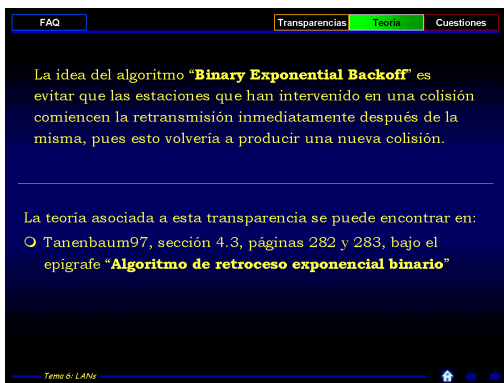 FAQ
Transparencias
Teoría
Cuestiones
La idea del algoritmo “Binary Exponential Backoff” es
evitar que las estaciones que han intervenido en una colisión
comiencen la retransmisión inmediatamente después de la
misma, pues esto volvería a producir una nueva colisión.
La teoría asociada a esta transparencia se puede encontrar en:
Tanenbaum97, sección 4.3, páginas 282 y 283, bajo el
epígrafe “Algoritmo de retroceso exponencial binario”
Tema 6: LANs